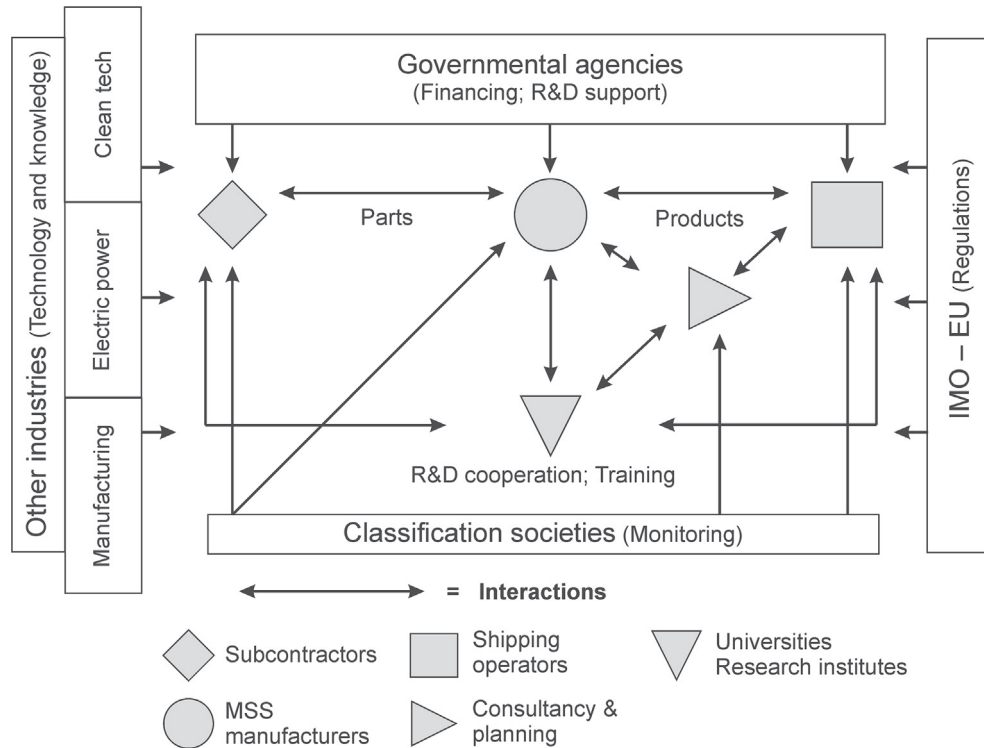 Governmental agencies
(Financing; R&D support)
Other industries (Technology and knowledge)
Clean tech
Electric power
Manufacturing
IMO – EU (Regulations)
Parts
Products
R&D cooperation; Training
Classification societies (Monitoring)
= Interactions
Subcontractors
Shipping
operators
Universities
Research institutes
MSS
manufacturers
Consultancy &
planning